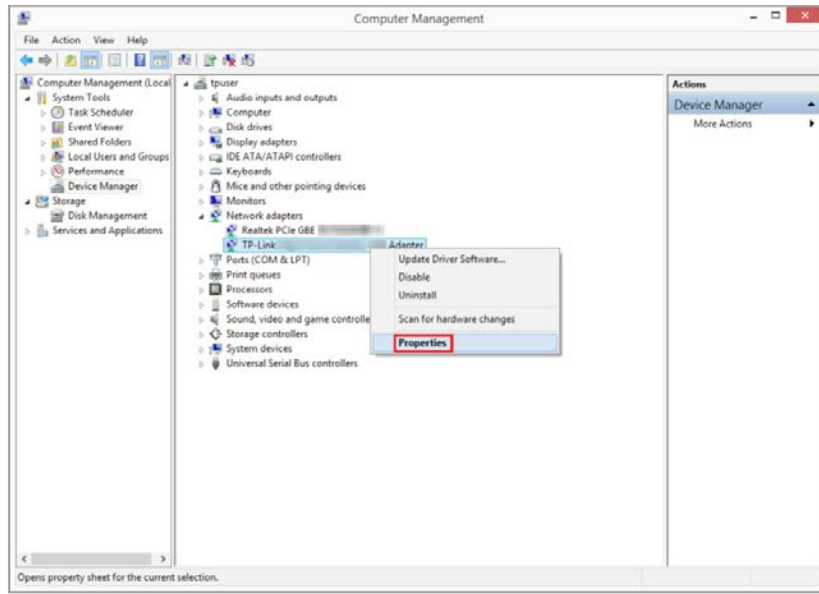 Computer Management
File Action View Help
Computer Management (Local
System Tools
Task Scheduler
Event Viewer
Shared Folders
Local Users and Groups
Performance
Device Manager
Storage
Disk Management
Services and Applications
tpuser
Audio inputs and outputs
Computer
Disk drives
Display adapters
IDE ATA/ATAPI controllers
Keyboards
Mice and other pointing devices
Monitors
Network adapters
Realtek PCIe GBE
TP-Link Adapter
Ports (COM & LPT)
Print queues
Processors
Software devices
Sound, video and game controlle
Storage controllers
System devices
Universal Serial Bus controllers
Update Driver Software...
Disable
Uninstall
Scan for hardware changes
Properties
Actions
Device Manager
More Actions
Opens property sheet for the current selection.